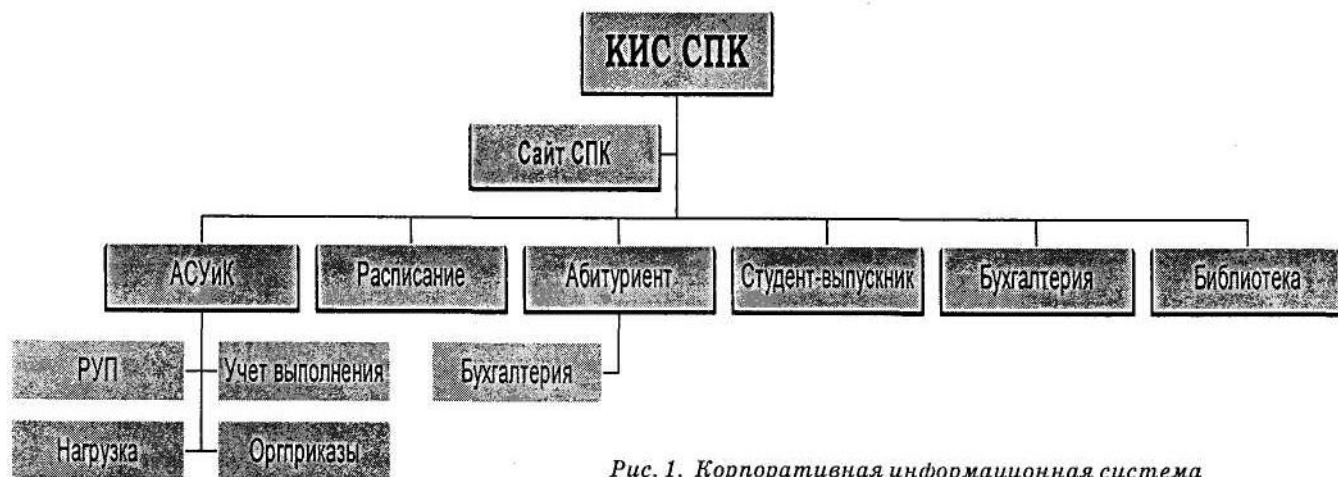 КИС СПК
Сайт СПК
АСУиК
Расписание
Абитуриент
Студент-выпускник
Бухгалтерия
Библиотека
РУП
Учет выполнения
Бухгалтерия
Нагрузка
Оргприказы
Рис. 1. Корпоративная информационная система